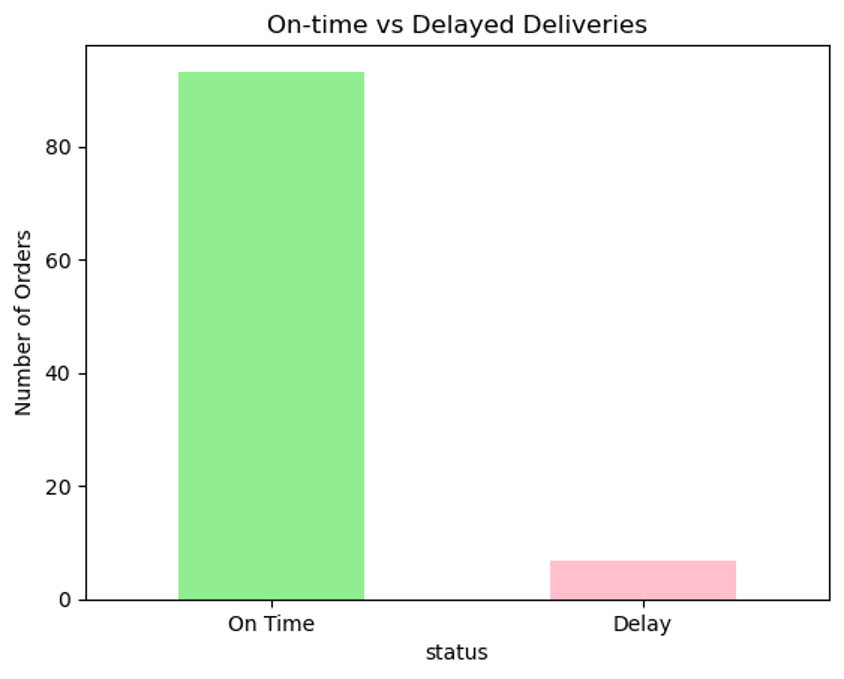 On-time vs Delayed Deliveries
Number of Orders
80
60
40
20
0
On Time
Delay
status